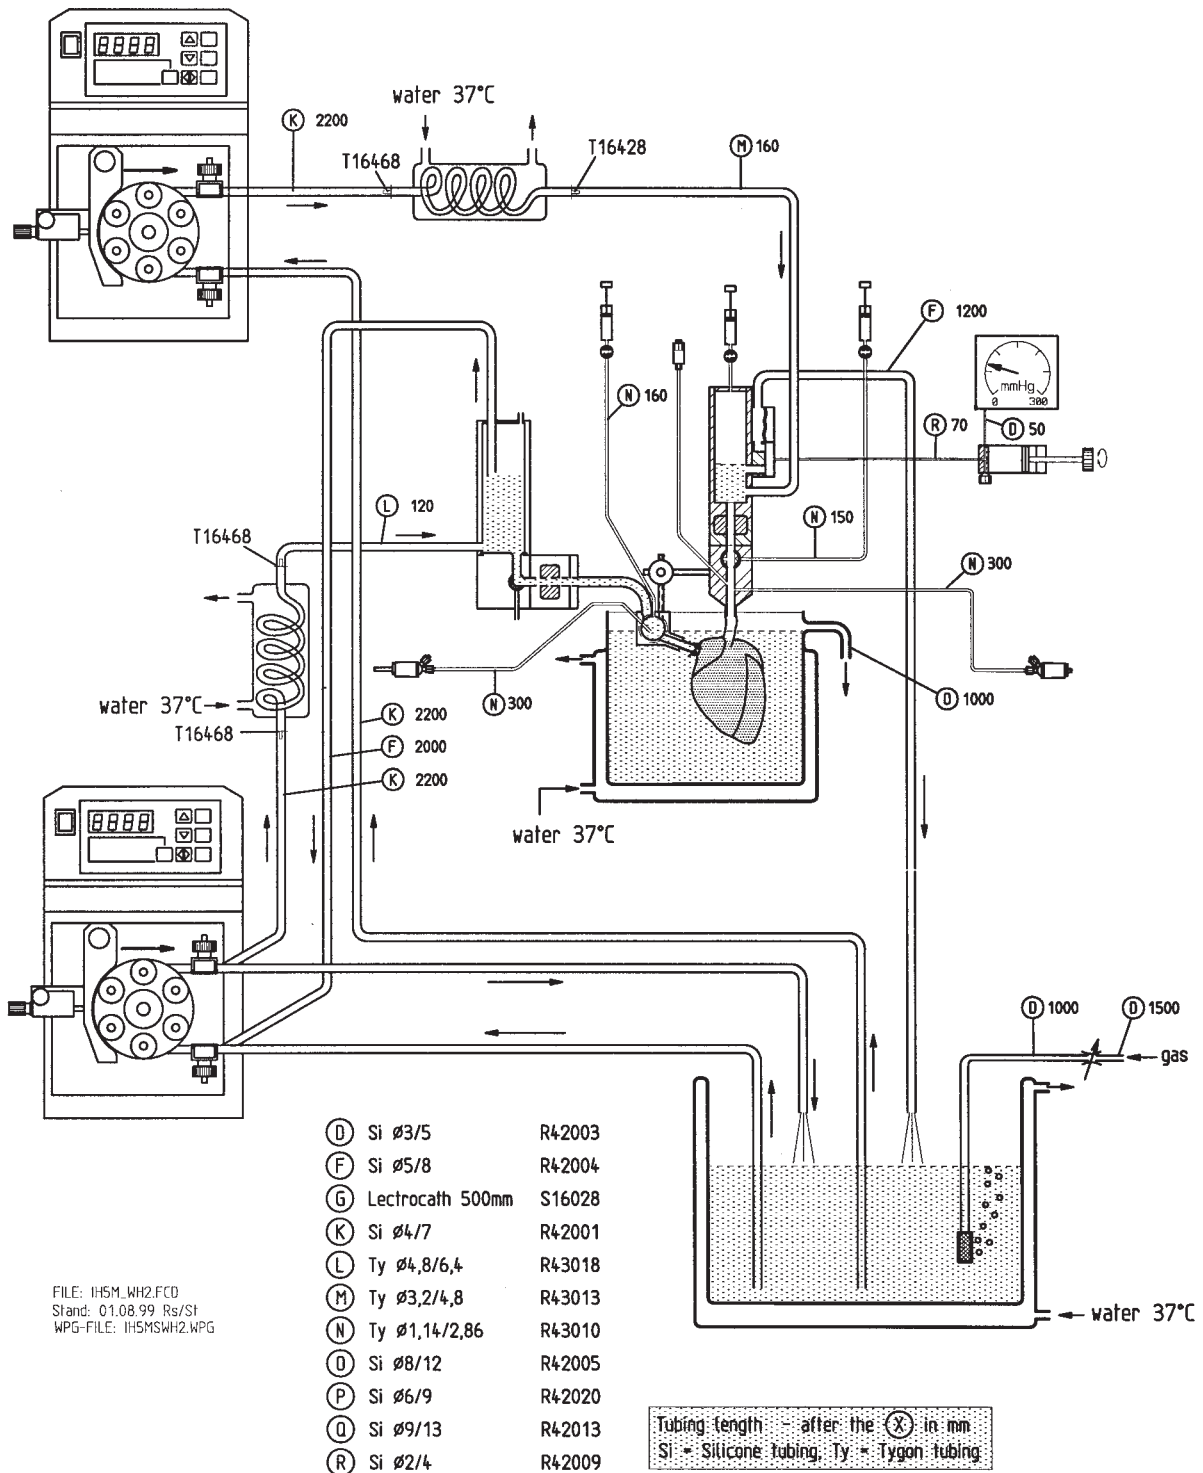 8888
water 37°C
K 2200
T16468
T16428
M 160
F 1200
N 160
mmHg
0 300
R 70
D 50
L 120
N 150
T16468
N 300
water 37°C
N 300
O 1000
T16468
K 2200
F 2000
K 2200
water 37°C
8888
D 1000
D 1500
gas
D Si ø3/5 R42003
F Si ø5/8 R42004
G Lectrocath 500mm S16028
K Si ø4/7 R42001
L Ty ø4,8/6,4 R43018
M Ty ø3,2/4,8 R43013
N Ty ø1,14/2,86 R43010
O Si ø8/12 R42005
P Si ø6/9 R42020
Q Si ø9/13 R42013
R Si ø2/4 R42009
water 37°C
FILE: IH5M_WH2.FCD
Stand: 01.08.99 Rs/St
WPG-FILE: IH5MSWH2.WPG
Tubing length - after the X in mm
Si = Silicone tubing, Ty = Tygon tubing